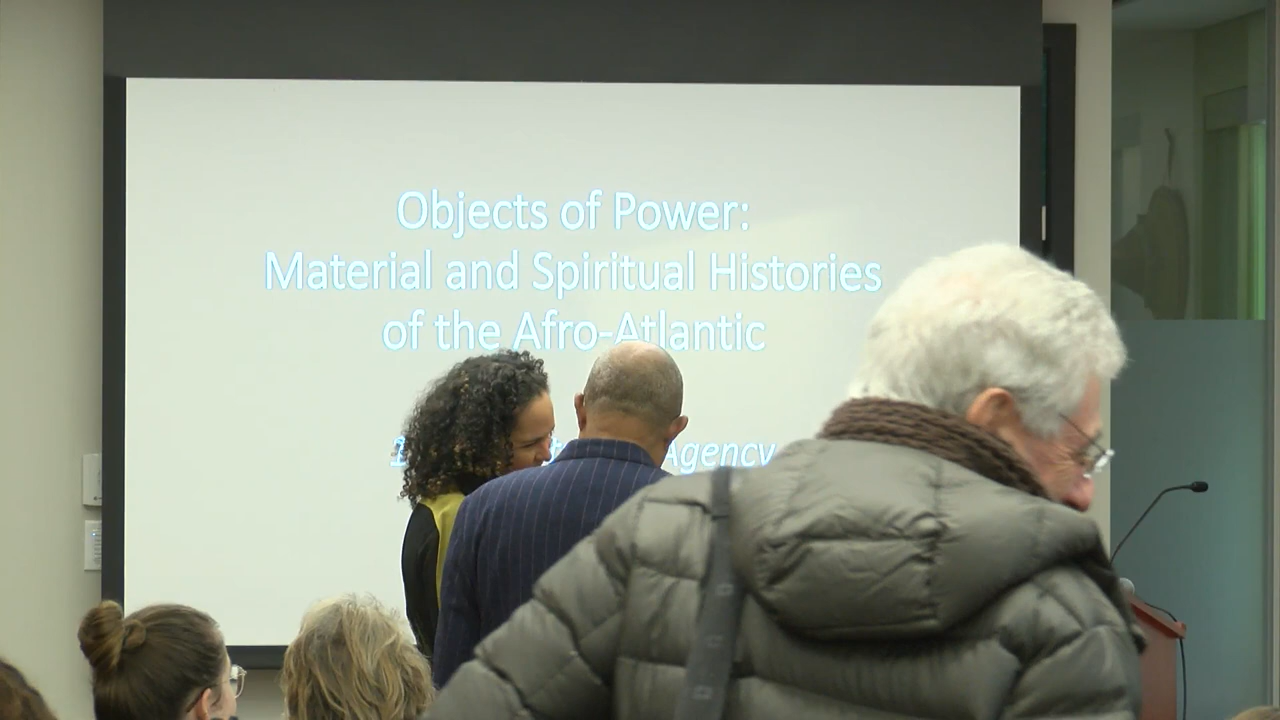 Objects of Power:
Material and Spiritual Histories
of the Afro-Atlantic
Agency